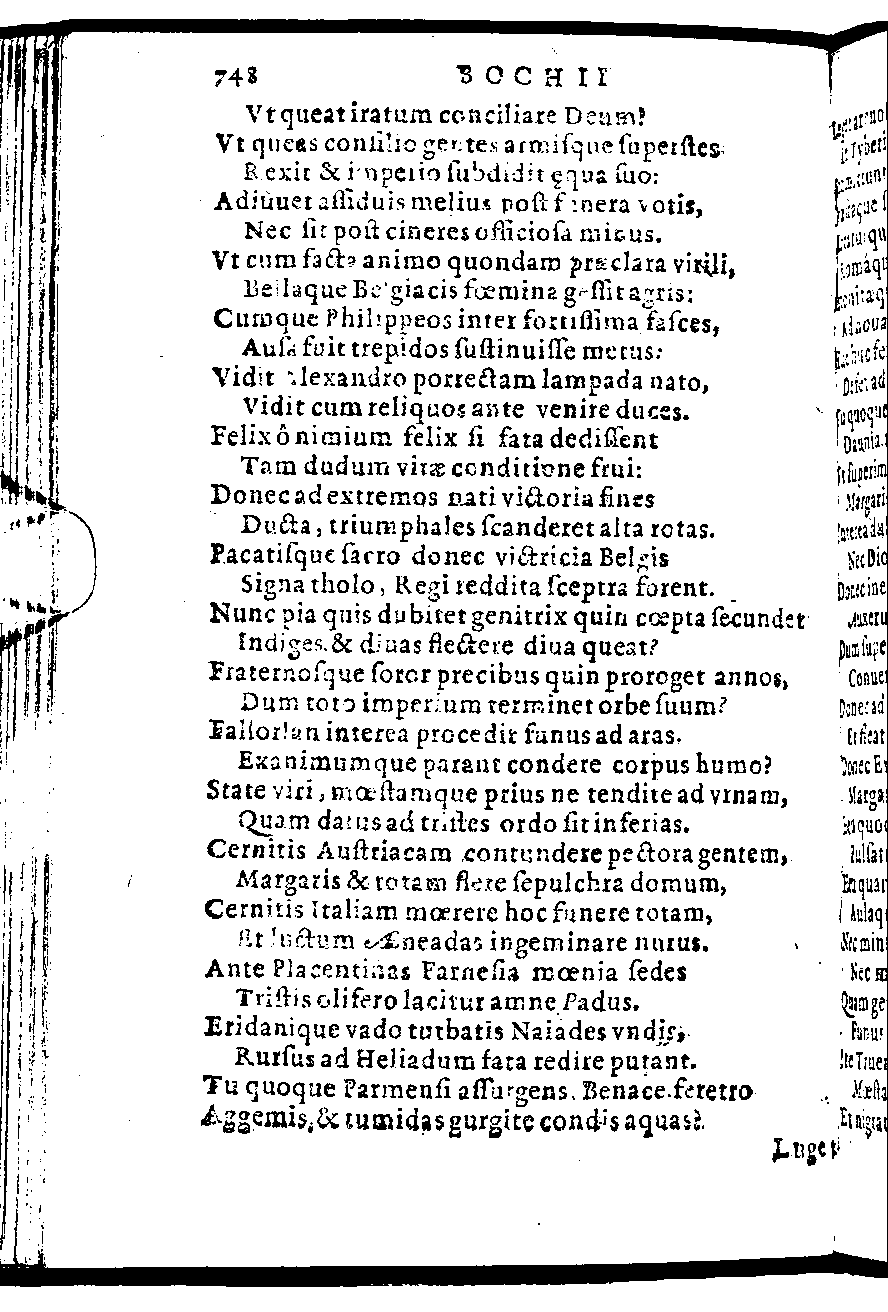 748 BOCHII
Vt queat iratum conciliare Deum?
Vt queas consilio gentes armisque superstes
Rexit & imperio subdidit ęqua suo:
Adiuuet assiduis melius post funera votis,
Nec sit post cineres officiosa minus.
Vt cum facta animo quondam præclara virili,
Bellaque Belgiacis fœmina gessit agris:
Cumque Philippeos inter fortissima fasces,
Ausa fuit trepidos sustinuisse metus:
Vidit Alexandro porrectam lampada nato,
Vidit cum reliquos ante venire duces.
Felix ô nimium felix si fata dedissent
Tam dudum vitæ conditione frui:
Donec ad extremos nati victoria fines
Ducta, triumphales scanderet alta rotas.
Pacatisque sacro donec victricia Belgis
Signa tholo, Regi reddita sceptra forent.
Nunc pia quis dubitet genitrix quin cœpta secundet
Indiges & diuas flectere diua queat?
Fraternosque soror precibus quin proroget annos,
Dum toto imperium terminet orbe suum?
Fallor! an interea procedit funus ad aras.
Exanimumque parant condere corpus humo?
State viri, mœstamque prius ne tendite ad vrnam,
Quam datus ad tristes ordo sit inferias.
Cernitis Austriacam contundere pectora gentem,
Margaris & totam flere sepulchra domum,
Cernitis Italiam mœrere hoc funere totam,
Et luctum Æneadas ingeminare nurus.
Ante Placentinas Farnesia mœnia sedes
Tristis olifero lacitur amne Padus.
Eridanique vado turbatis Naiades vndis,
Rursus ad Heliadum fata redire putant.
Tu quoque Parmensi assurgens Benace feretro
Aggemis, & tumidas gurgite condis aquas?
Luget